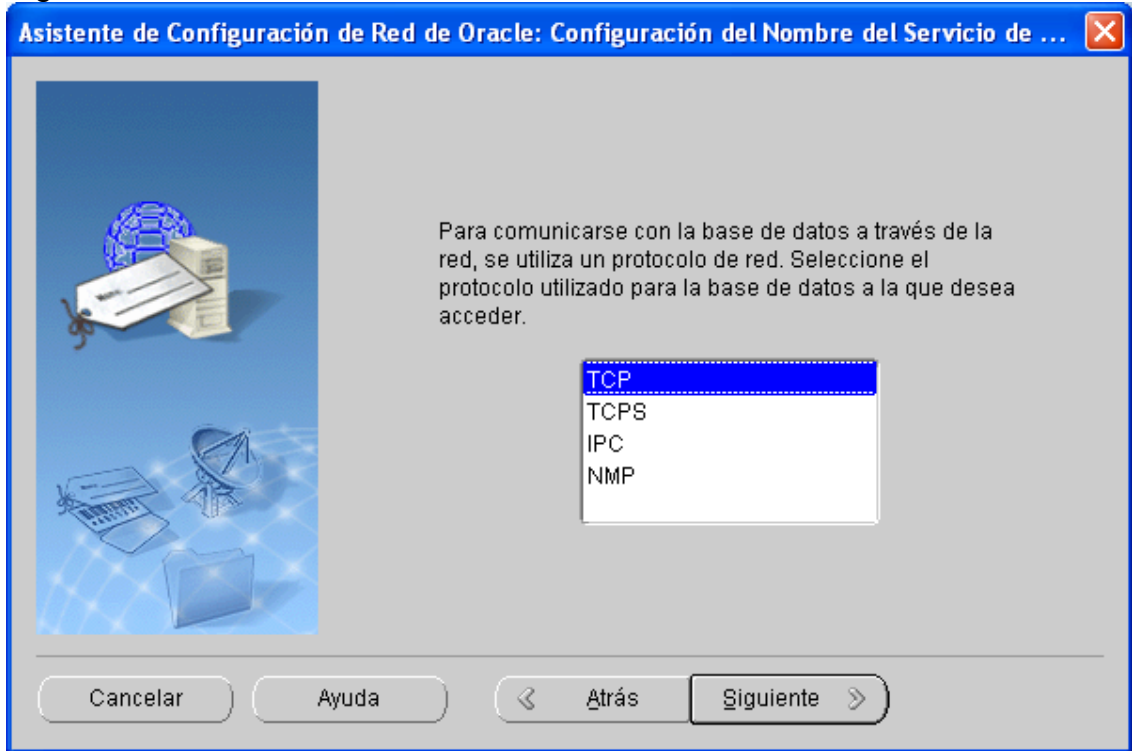 Asistente de Configuración de Red de Oracle: Configuración del Nombre del Servicio de ...
Para comunicarse con la base de datos a través de la
red, se utiliza un protocolo de red. Seleccione el
protocolo utilizado para la base de datos a la que desea
acceder.
TCP
TCPS
IPC
NMP
Cancelar
Ayuda
Atrás
Siguiente